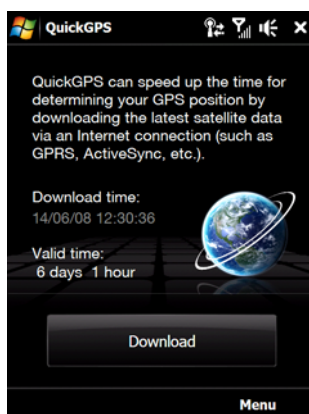 QuickGPS
QuickGPS can speed up the time for
determining your GPS position by
downloading the latest satellite data
via an Internet connection (such as
GPRS, ActiveSync, etc.).
Download time:
14/06/08 12:30:36
Valid time:
6 days 1 hour
Download
Menu